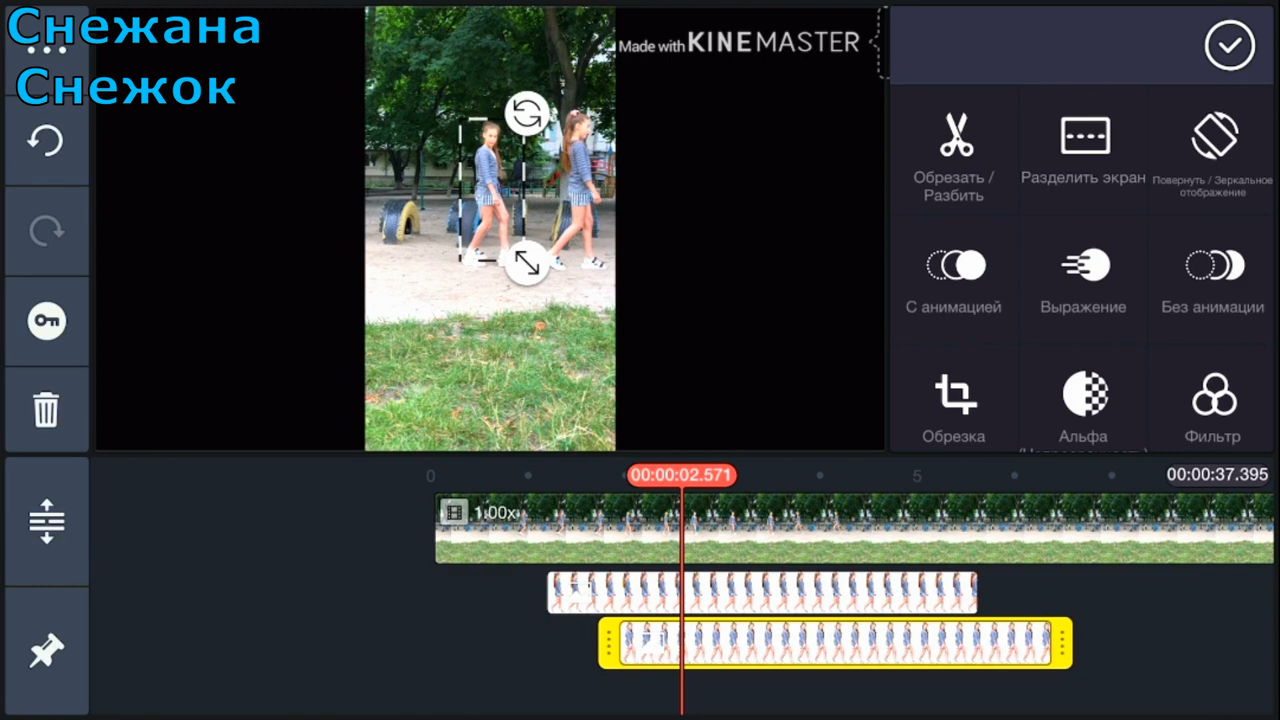 Снежана
Снежок
Made with KINEMASTER
Обрезать /
Разбить
Разделить экран
Повернуть / Зеркальное
отображение
С анимацией
Выражение
Без анимации
Обрезка
Альфа
Фильтр
0
00:00:02.571
5
00:00:37.395
1.00x